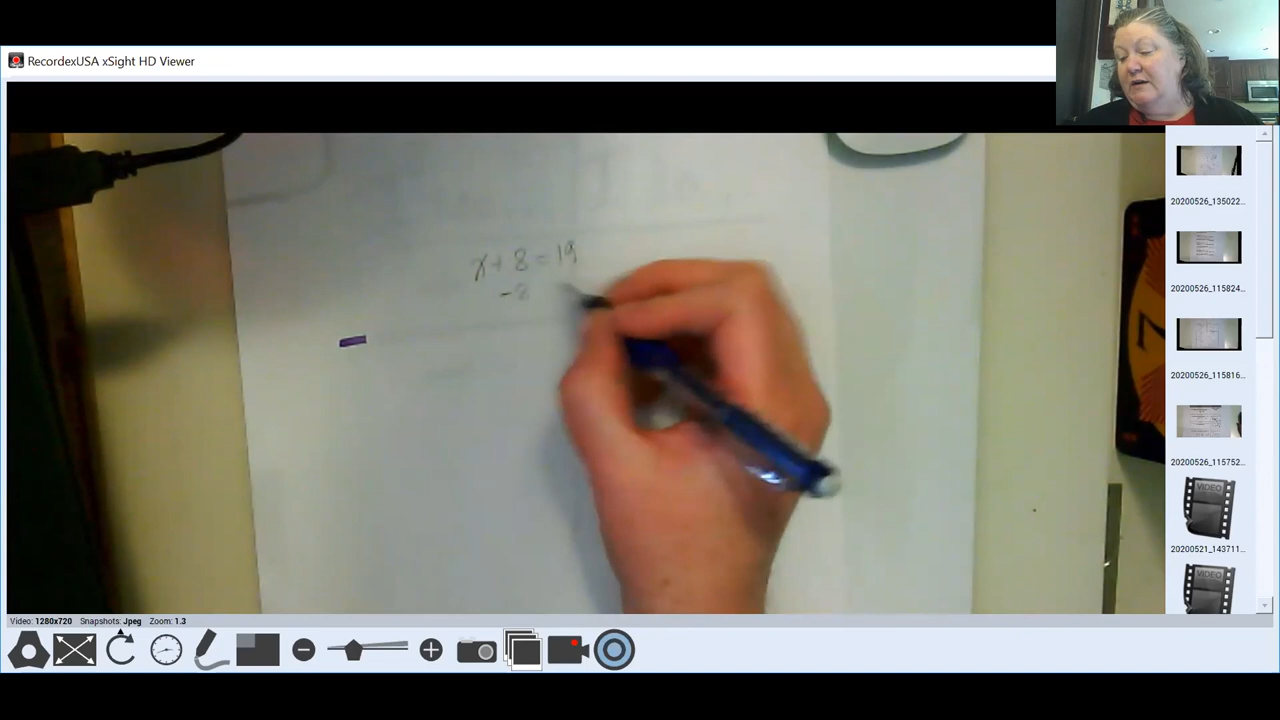 RecordexUSA xSight HD Viewer
x + 8 = 19
-8
20200526_135022...
20200526_115824...
20200526_115816...
20200526_115752...
VIDEO
20200521_143711...
VIDEO
Video: 1280x720 Snapshots: Jpeg Zoom: 1.3